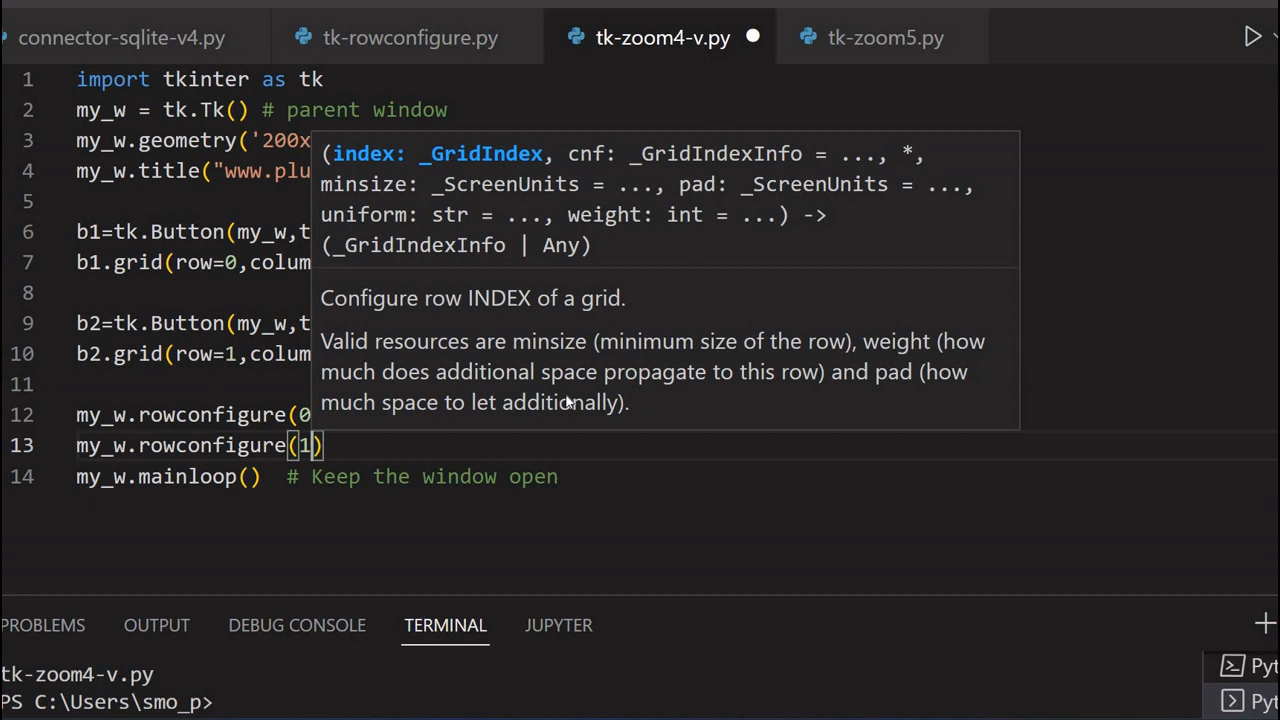 connector-sqlite-v4.py tk-rowconfigure.py tk-zoom4-v.py tk-zoom5.py
1 import tkinter as tk
2 my_w = tk.Tk() # parent window
3 my_w.geometry('200x
4 my_w.title("www.plu
5
6 b1=tk.Button(my_w,t
7 b1.grid(row=0,colum
8
9 b2=tk.Button(my_w,t
10 b2.grid(row=1,colum
11
12 my_w.rowconfigure(0
13 my_w.rowconfigure(1)
14 my_w.mainloop() # Keep the window open
(index: _GridIndex, cnf: _GridIndexInfo = ..., *,
minsize: _ScreenUnits = ..., pad: _ScreenUnits = ...,
uniform: str = ..., weight: int = ...) ->
(_GridIndexInfo | Any)
Configure row INDEX of a grid.
Valid resources are minsize (minimum size of the row), weight (how
much does additional space propagate to this row) and pad (how
much space to let additionally).
PROBLEMS OUTPUT DEBUG CONSOLE TERMINAL JUPYTER
tk-zoom4-v.py
PS C:\Users\smo_p>
Pyt
Pyt